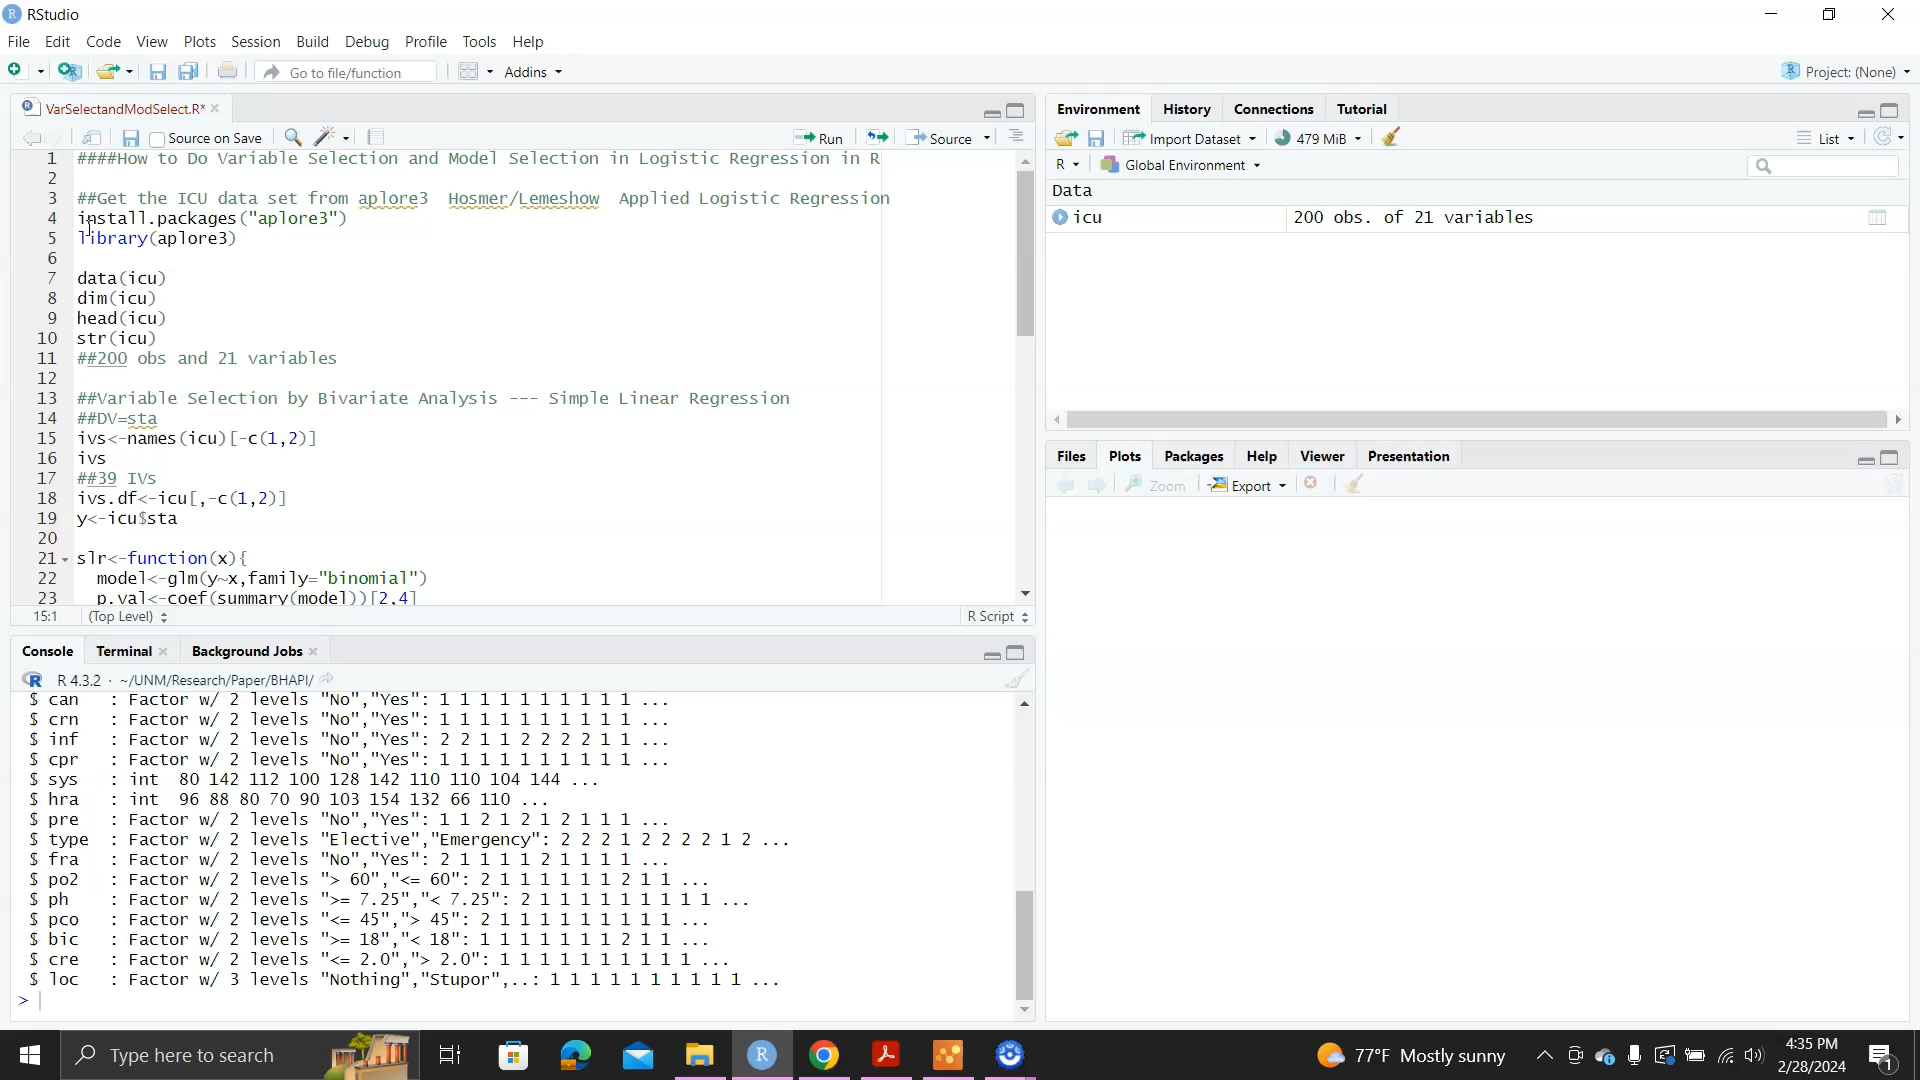 RStudio
File Edit Code View Plots Session Build Debug Profile Tools Help
Go to file/function Addins Project: (None)
VarSelectandModSelect.R*
Source on Save Run Source
1 ####How to Do Variable Selection and Model Selection in Logistic Regression in R
2
3 ##Get the ICU data set from aplore3  Hosmer/Lemeshow  Applied Logistic Regression
4 install.packages("aplore3")
5 library(aplore3)
6
7 data(icu)
8 dim(icu)
9 head(icu)
10 str(icu)
11 ##200 obs and 21 variables
12
13 ##Variable Selection by Bivariate Analysis --- Simple Linear Regression
14 ##DV=sta
15 ivs<-names(icu)[-c(1,2)]
16 ivs
17 ##39 IVs
18 ivs.df<-icu[,-c(1,2)]
19 y<-icu$sta
20
21 slr<-function(x){
22   model<-glm(y~x,family="binomial")
23   p.val<-coef(summary(model))[2,4]
15:1 (Top Level) R Script
Console Terminal Background Jobs
R 4.3.2 · ~/UNM/Research/Paper/BHAPI/
$ can   : Factor w/ 2 levels "No","Yes": 1 1 1 1 1 1 1 1 1 1 ...
$ crn   : Factor w/ 2 levels "No","Yes": 1 1 1 1 1 1 1 1 1 1 ...
$ inf   : Factor w/ 2 levels "No","Yes": 2 2 1 1 2 2 2 2 1 1 ...
$ cpr   : Factor w/ 2 levels "No","Yes": 1 1 1 1 1 1 1 1 1 1 ...
$ sys   : int  80 142 112 100 128 142 110 110 104 144 ...
$ hra   : int  96 88 80 70 90 103 154 132 66 110 ...
$ pre   : Factor w/ 2 levels "No","Yes": 1 1 2 1 2 1 2 1 1 1 ...
$ type  : Factor w/ 2 levels "Elective","Emergency": 2 2 2 1 2 2 2 2 1 2 ...
$ fra   : Factor w/ 2 levels "No","Yes": 2 1 1 1 1 2 1 1 1 1 ...
$ po2   : Factor w/ 2 levels "> 60","<= 60": 2 1 1 1 1 1 1 2 1 1 ...
$ ph    : Factor w/ 2 levels ">= 7.25","< 7.25": 2 1 1 1 1 1 1 1 1 1 ...
$ pco   : Factor w/ 2 levels "<= 45","> 45": 2 1 1 1 1 1 1 1 1 1 ...
$ bic   : Factor w/ 2 levels ">= 18","< 18": 1 1 1 1 1 1 1 2 1 1 ...
$ cre   : Factor w/ 2 levels "<= 2.0","> 2.0": 1 1 1 1 1 1 1 1 1 1 ...
$ loc   : Factor w/ 3 levels "Nothing","Stupor",..: 1 1 1 1 1 1 1 1 1 1 ...
>
Environment History Connections Tutorial
Import Dataset 479 MiB List
R Global Environment
Data
icu 200 obs. of 21 variables
Files Plots Packages Help Viewer Presentation
Zoom Export
Type here to search 77°F Mostly sunny 4:35 PM
2/28/2024 1